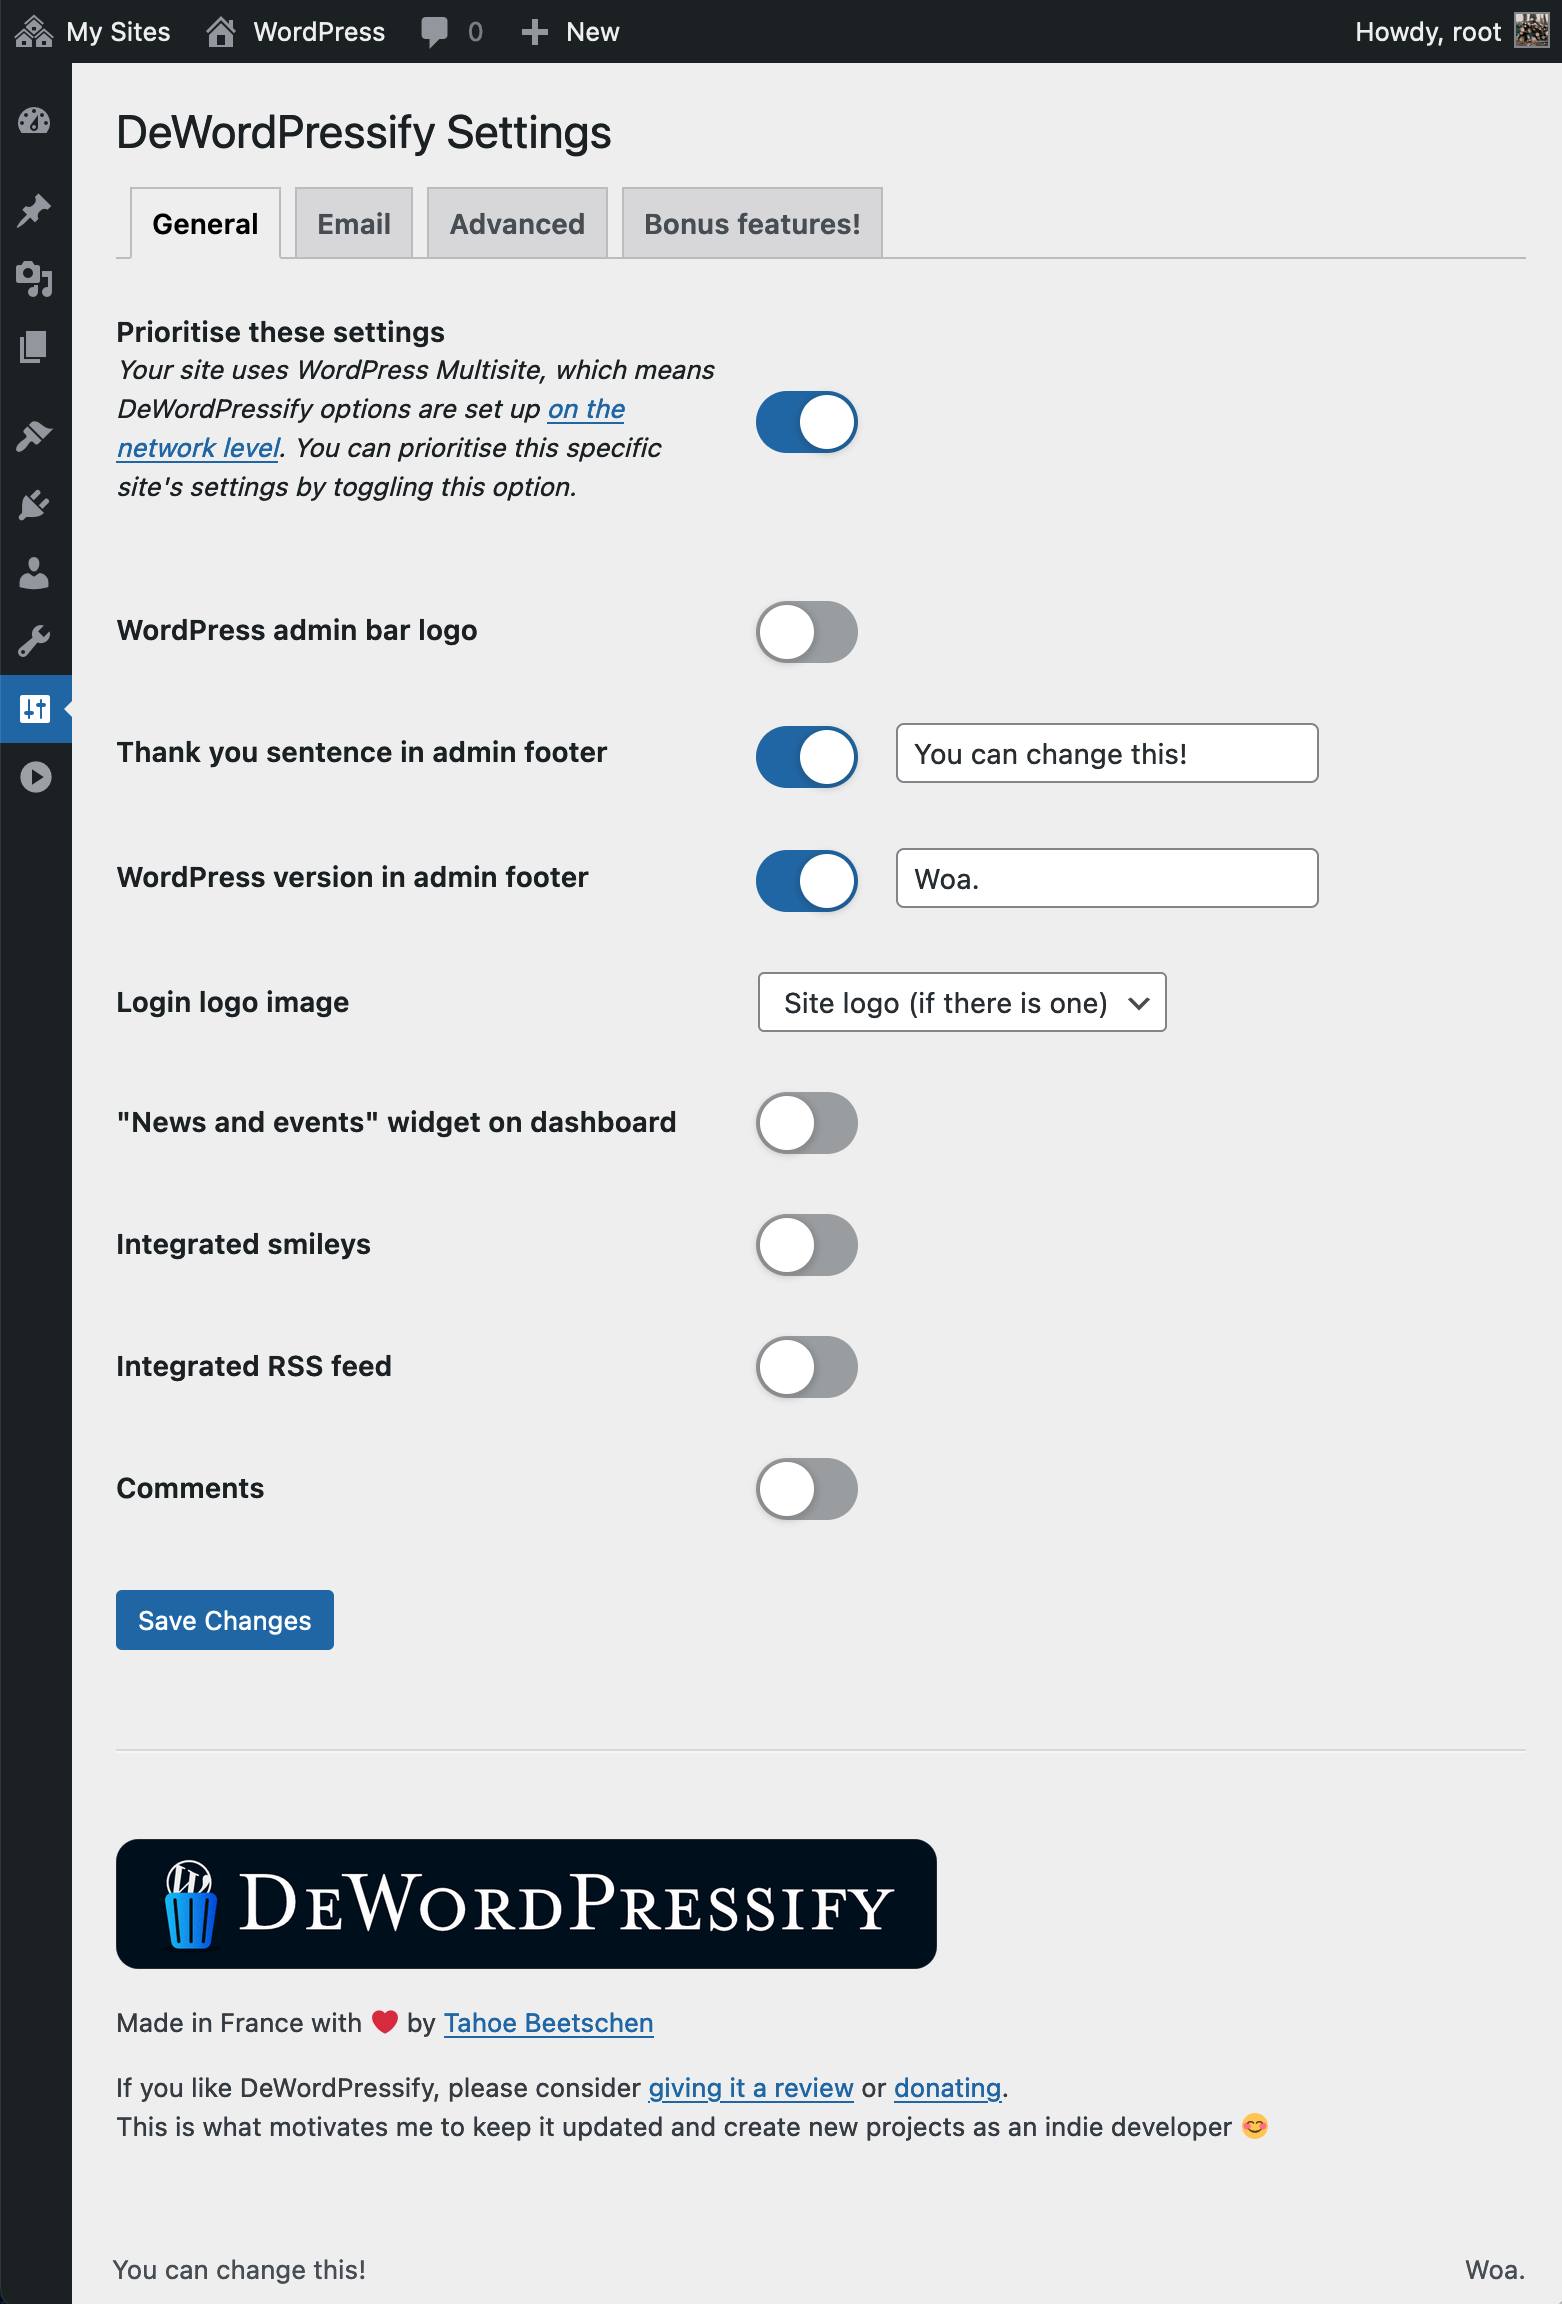 My Sites WordPress 0 New Howdy, root
DeWordPressify Settings
General Email Advanced Bonus features!
Prioritise these settings
Your site uses WordPress Multisite, which means
DeWordPressify options are set up on the
network level. You can prioritise this specific
site's settings by toggling this option.
WordPress admin bar logo
Thank you sentence in admin footer You can change this!
WordPress version in admin footer Woa.
Login logo image Site logo (if there is one)
"News and events" widget on dashboard
Integrated smileys
Integrated RSS feed
Comments
Save Changes
DeWordPressify
Made in France with ❤️ by Tahoe Beetschen
If you like DeWordPressify, please consider giving it a review or donating.
This is what motivates me to keep it updated and create new projects as an indie developer 😊
You can change this! Woa.